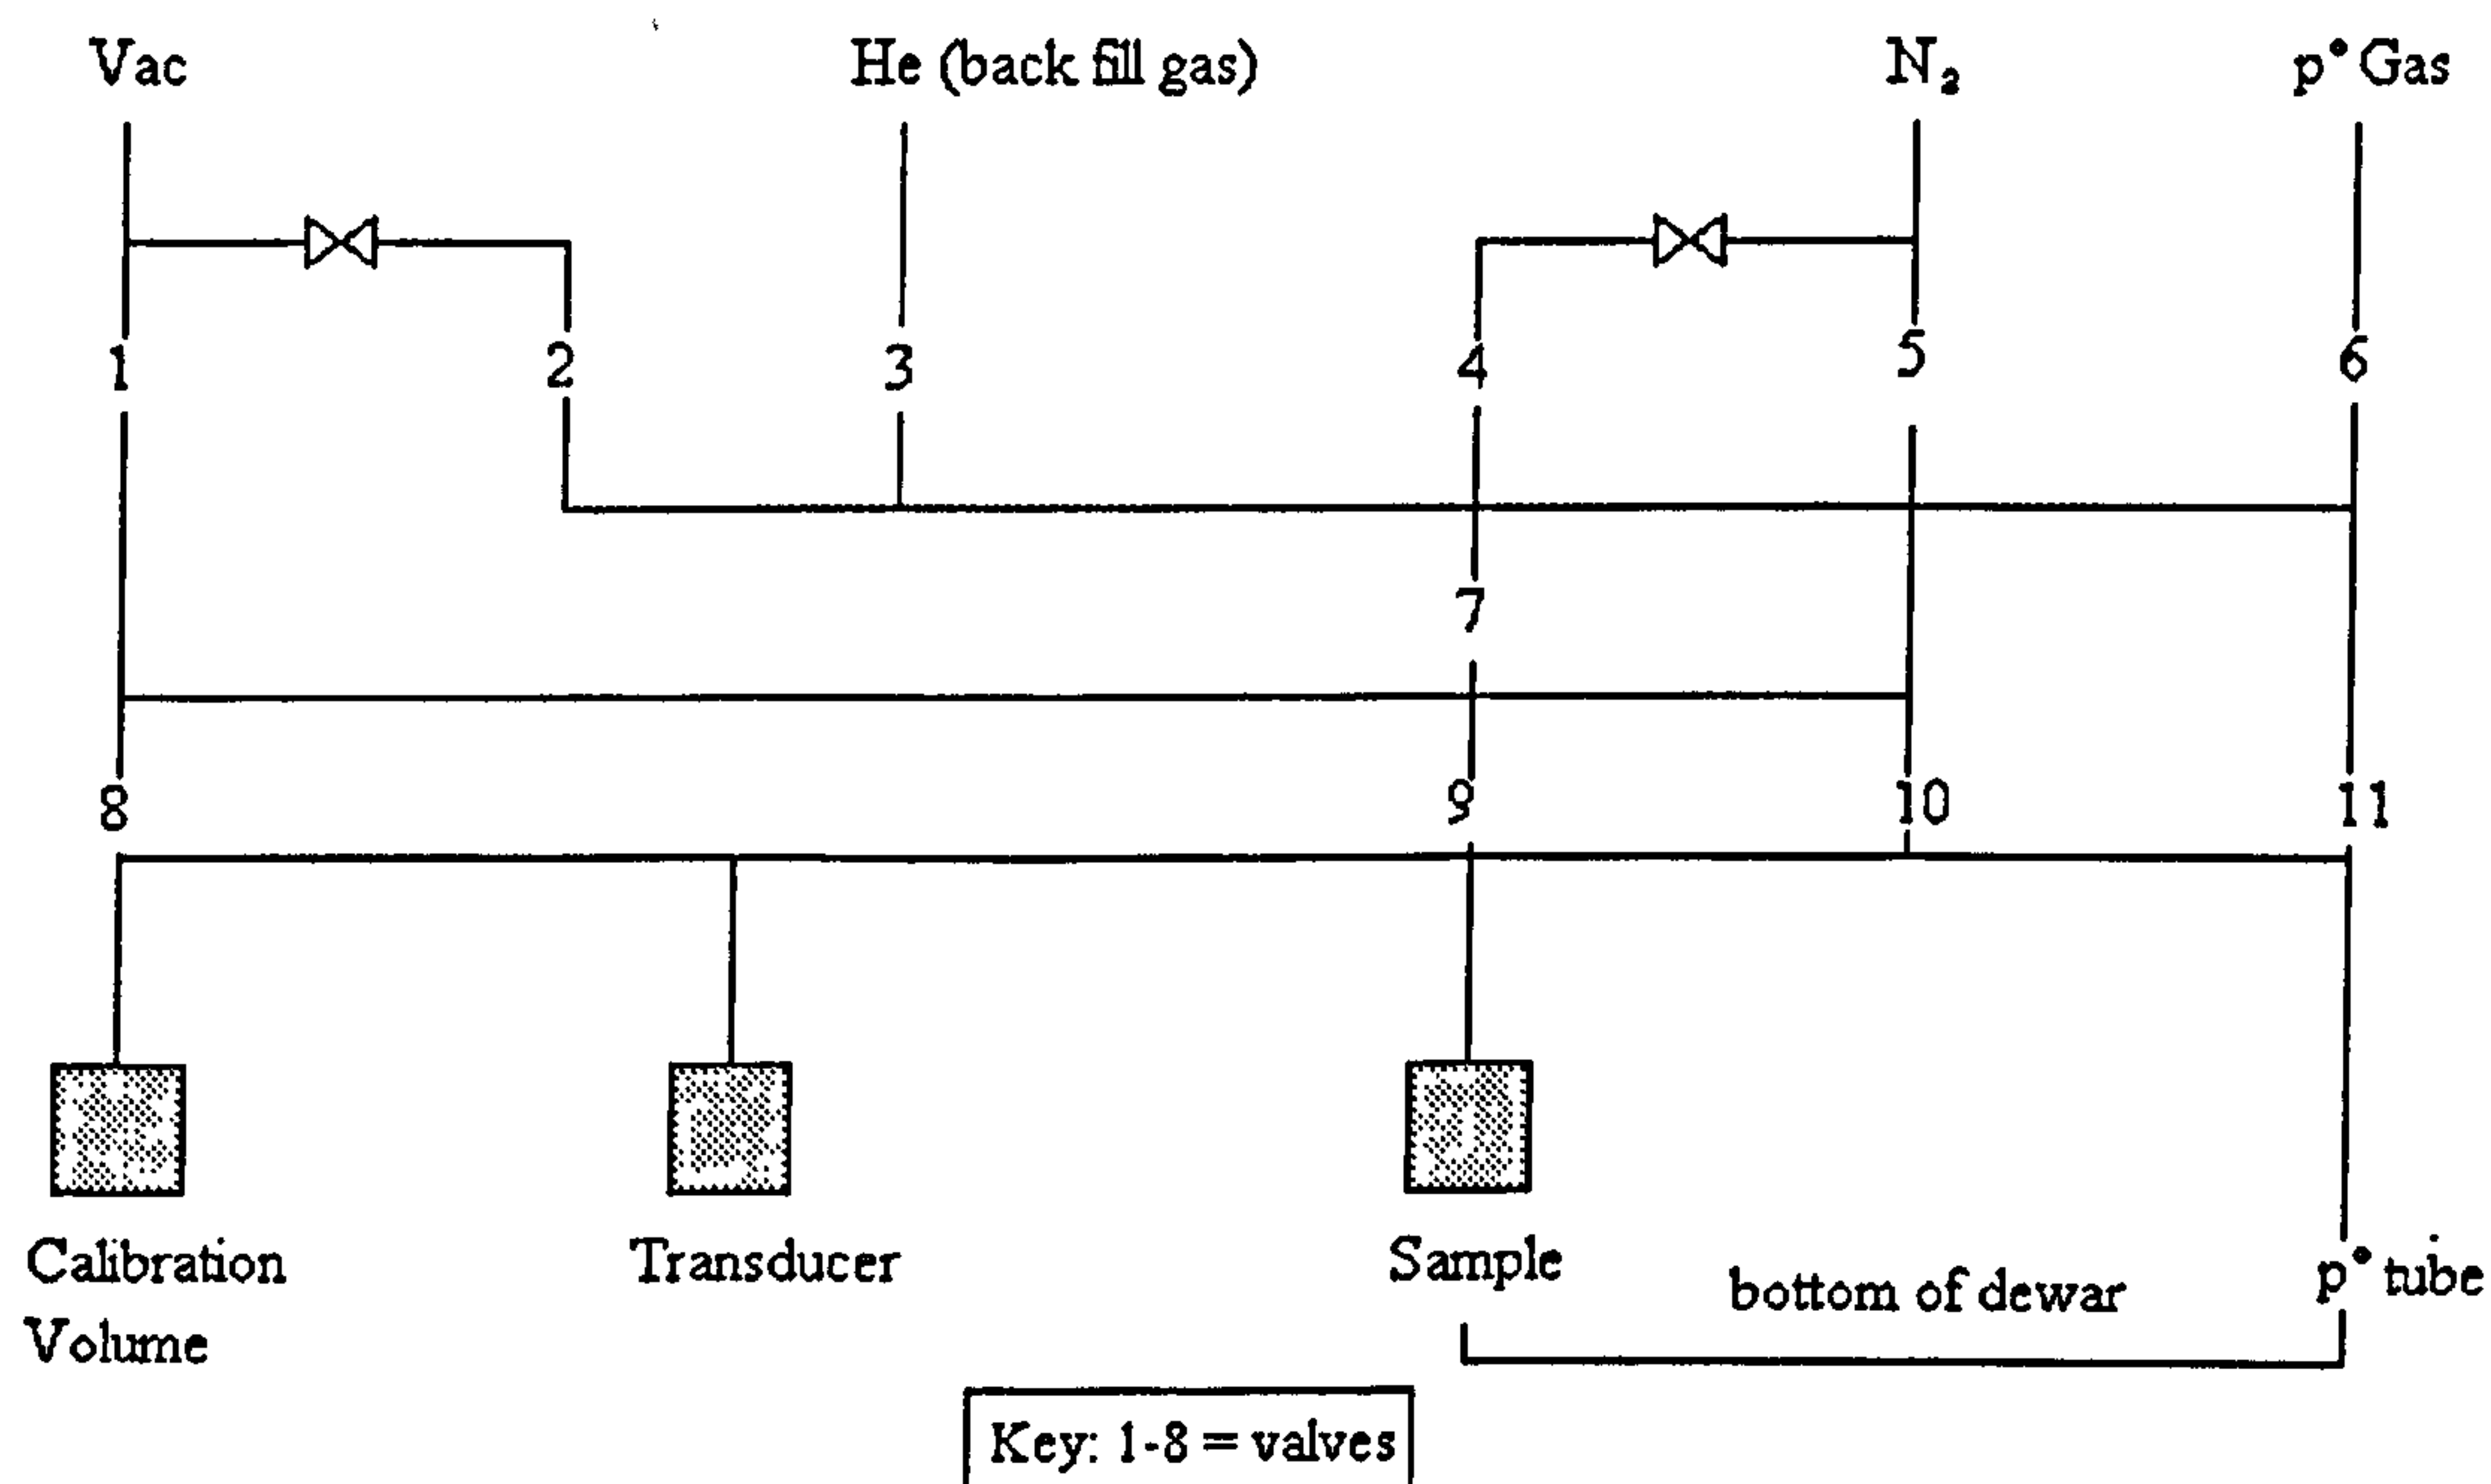 Vac He (back fill gas) N₂ p° Gas
1 2 3 4 5 6
7
8 9 10 11
Calibration Transducer Sample bottom of dewar p° tube
Volume
Key: 1-8 = valves